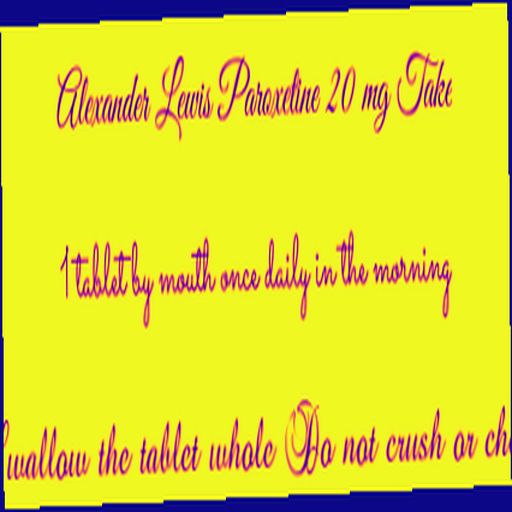 Alexander Lewis Paroxetine 20 mg Take
1 tablet by mouth once daily in the morning
Swallow the tablet whole Do not crush or